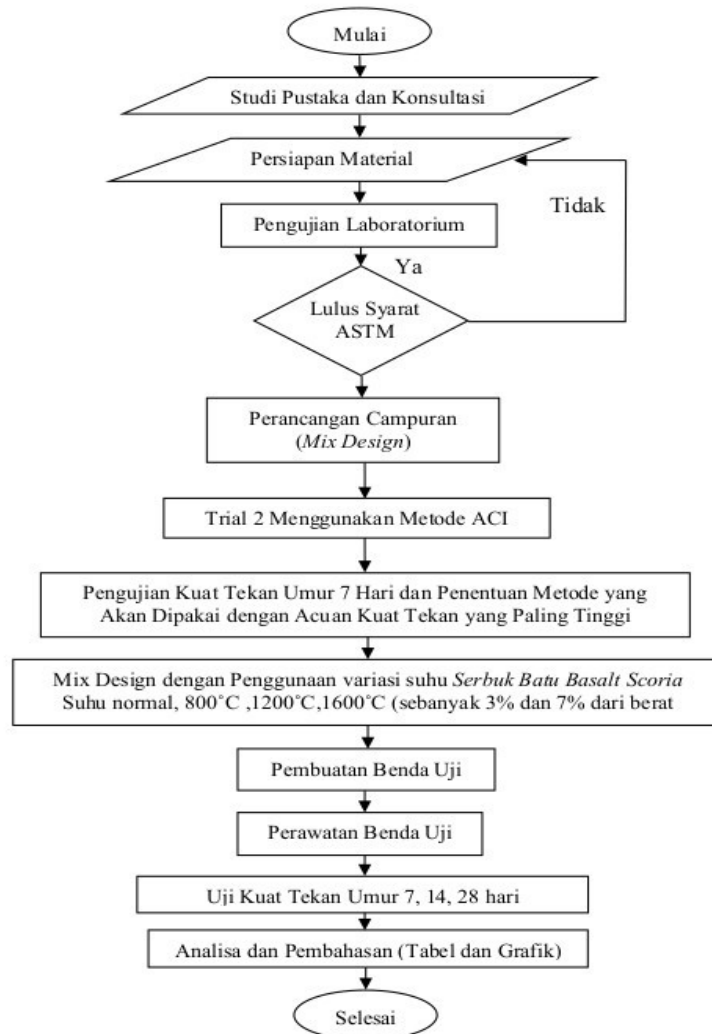 Mulai
Studi Pustaka dan Konsultasi
Persiapan Material
Tidak
Pengujian Laboratorium
Ya
Lulus Syarat
ASTM
Perancangan Campuran
(Mix Design)
Trial 2 Menggunakan Metode ACI
Pengujian Kuat Tekan Umur 7 Hari dan Penentuan Metode yang
Akan Dipakai dengan Acuan Kuat Tekan yang Paling Tinggi
Mix Design dengan Penggunaan variasi suhu Serbuk Batu Basalt Scoria
Suhu normal, 800˚C ,1200˚C,1600˚C (sebanyak 3% dan 7% dari berat
Pembuatan Benda Uji
Perawatan Benda Uji
Uji Kuat Tekan Umur 7, 14, 28 hari
Analisa dan Pembahasan (Tabel dan Grafik)
Selesai